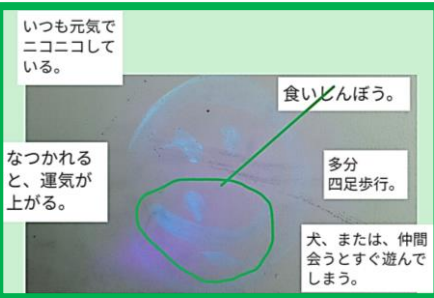 いつも元気で
ニコニコして
いる。
食いしんぼう。
なつかれる
と、運気が
上がる。
多分
四足歩行。
犬、または、仲間
会うとすぐ遊んで
しまう。